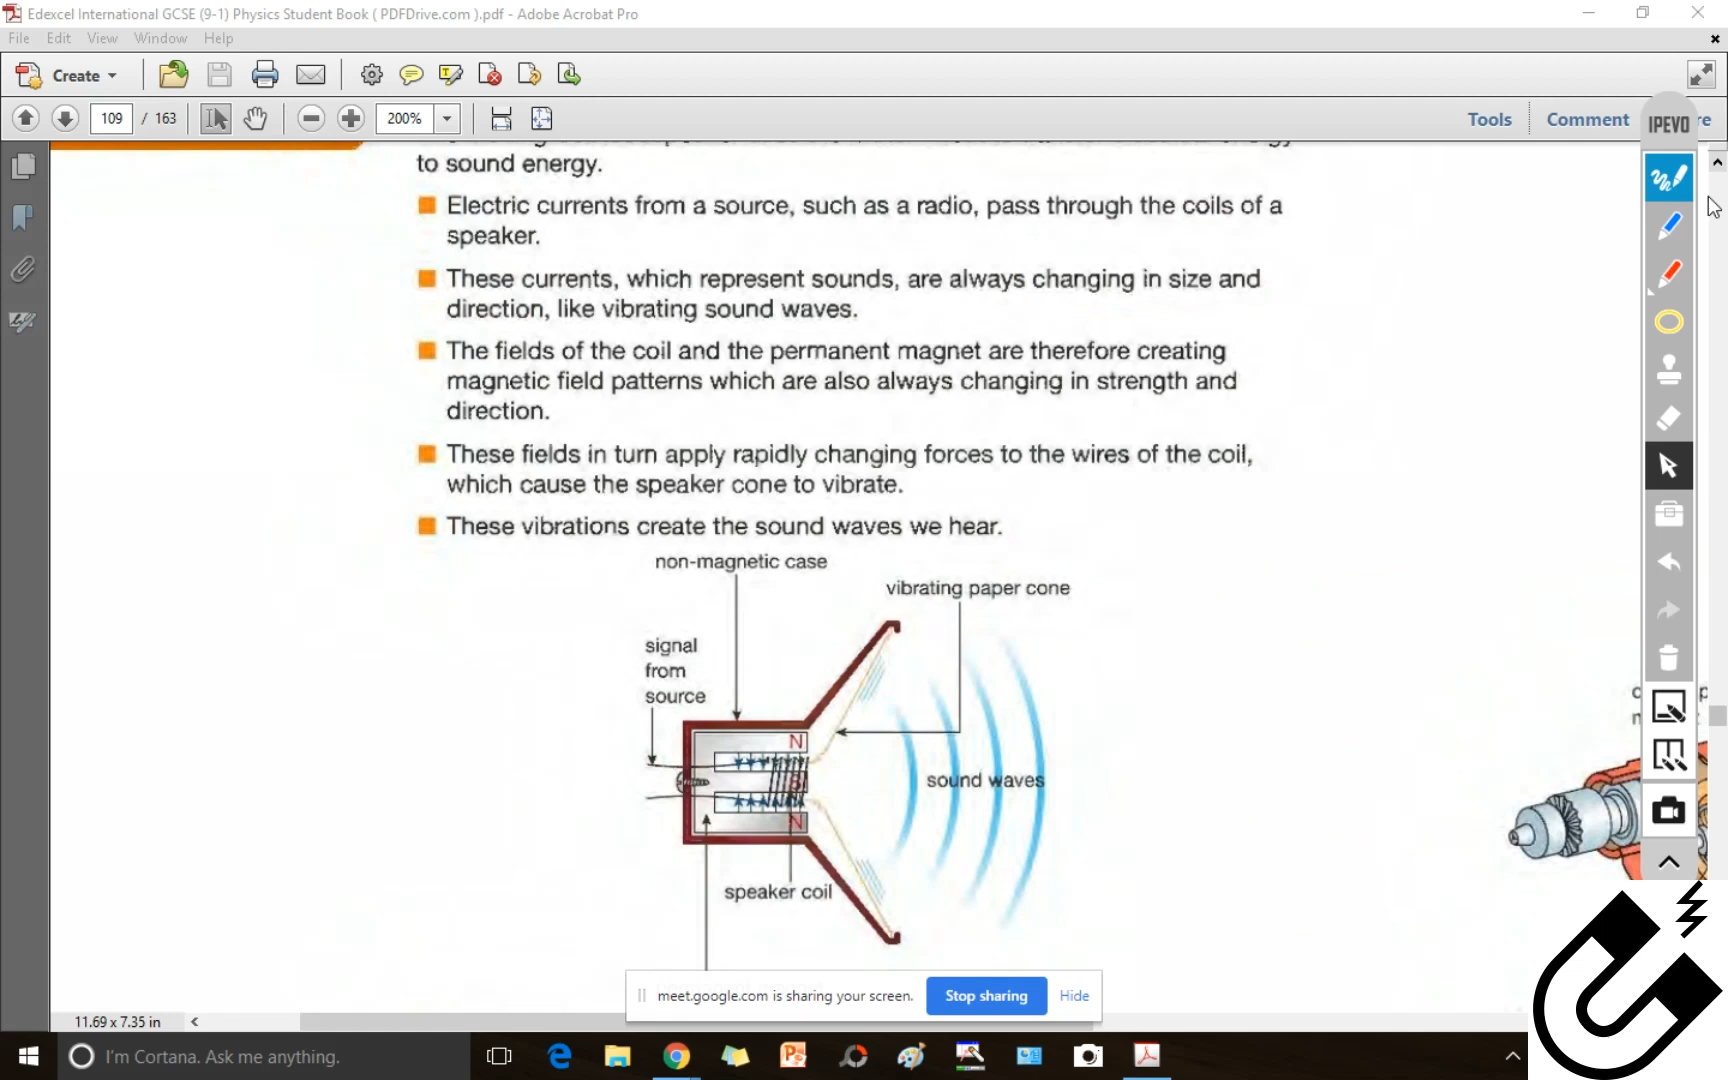 Edexcel International GCSE (9-1) Physics Student Book ( PDFDrive.com ).pdf - Adobe Acrobat Pro
File Edit View Window Help
Create
109 / 163 200% Tools Comment
IPEVO
to sound energy.
Electric currents from a source, such as a radio, pass through the coils of a
speaker.
These currents, which represent sounds, are always changing in size and
direction, like vibrating sound waves.
The fields of the coil and the permanent magnet are therefore creating
magnetic field patterns which are also always changing in strength and
direction.
These fields in turn apply rapidly changing forces to the wires of the coil,
which cause the speaker cone to vibrate.
These vibrations create the sound waves we hear.
non-magnetic case
vibrating paper cone
signal
from
source
N
S
sound waves
N
speaker coil
meet.google.com is sharing your screen. Stop sharing Hide
11.69 x 7.35 in
I'm Cortana. Ask me anything.